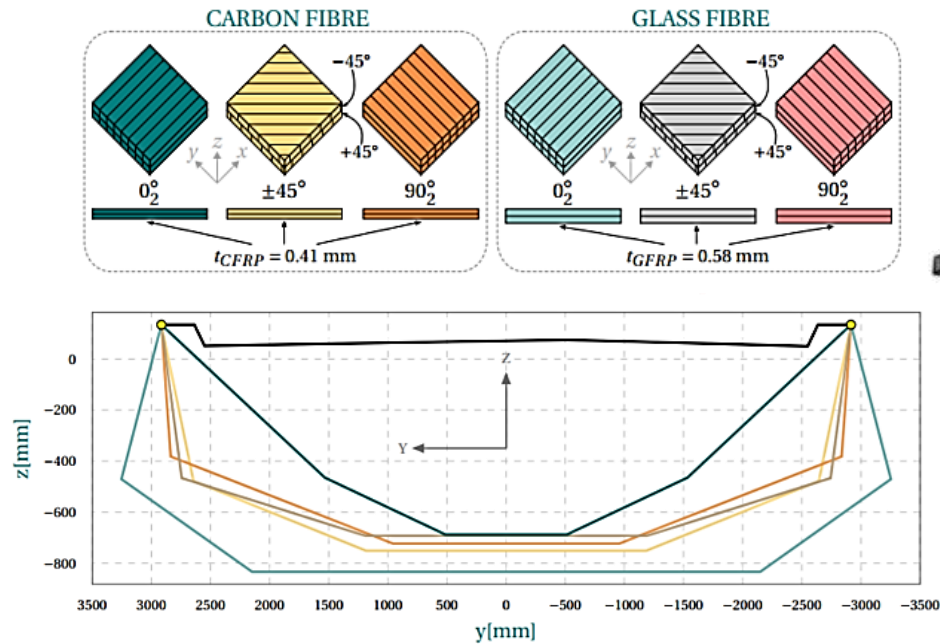 CARBON FIBRE
GLASS FIBRE
−45°
+45°
y z x
0°₂ ±45° 90°₂
t_CFRP = 0.41 mm
−45°
+45°
y z x
0°₂ ±45° 90°₂
t_GFRP = 0.58 mm
z[mm]
0
−200
−400
−600
−800
Z
Y
3500 3000 2500 2000 1500 1000 500 0 −500 −1000 −1500 −2000 −2500 −3000 −3500
y[mm]